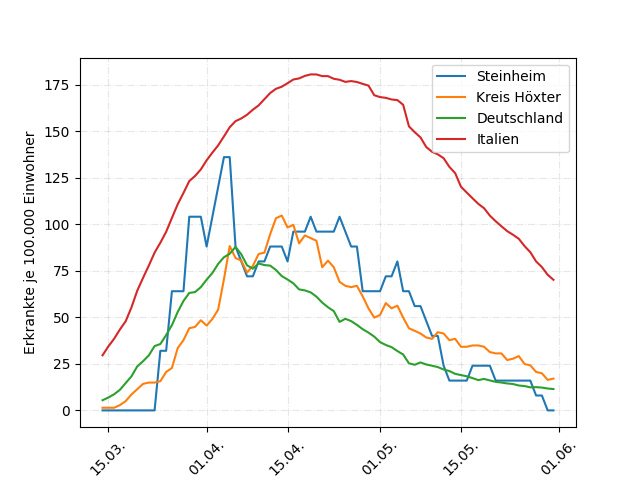 Erkrankte je 100.000 Einwohner
175
150
125
100
75
50
25
0
Steinheim
Kreis Höxter
Deutschland
Italien
15.03.
01.04.
15.04.
01.05.
15.05.
01.06.